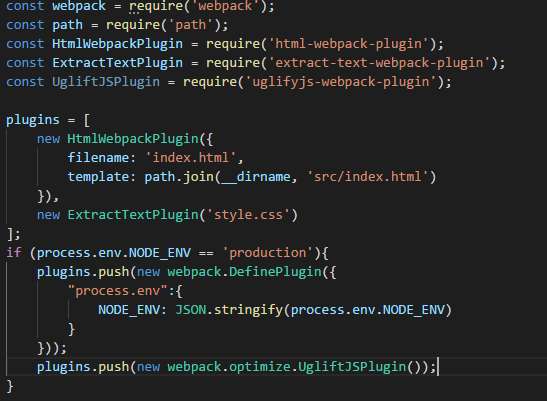 const webpack = require('webpack');
const path = require('path');
const HtmlWebpackPlugin = require('html-webpack-plugin');
const ExtractTextPlugin = require('extract-text-webpack-plugin');
const UgliftJSPlugin = require('uglifyjs-webpack-plugin');

plugins = [
    new HtmlWebpackPlugin({
        filename: 'index.html',
        template: path.join(__dirname, 'src/index.html')
    }),
    new ExtractTextPlugin('style.css')
];
if (process.env.NODE_ENV == 'production'){
    plugins.push(new webpack.DefinePlugin({
        "process.env":{
            NODE_ENV: JSON.stringify(process.env.NODE_ENV)
        }
    }));
    plugins.push(new webpack.optimize.UgliftJSPlugin());
}